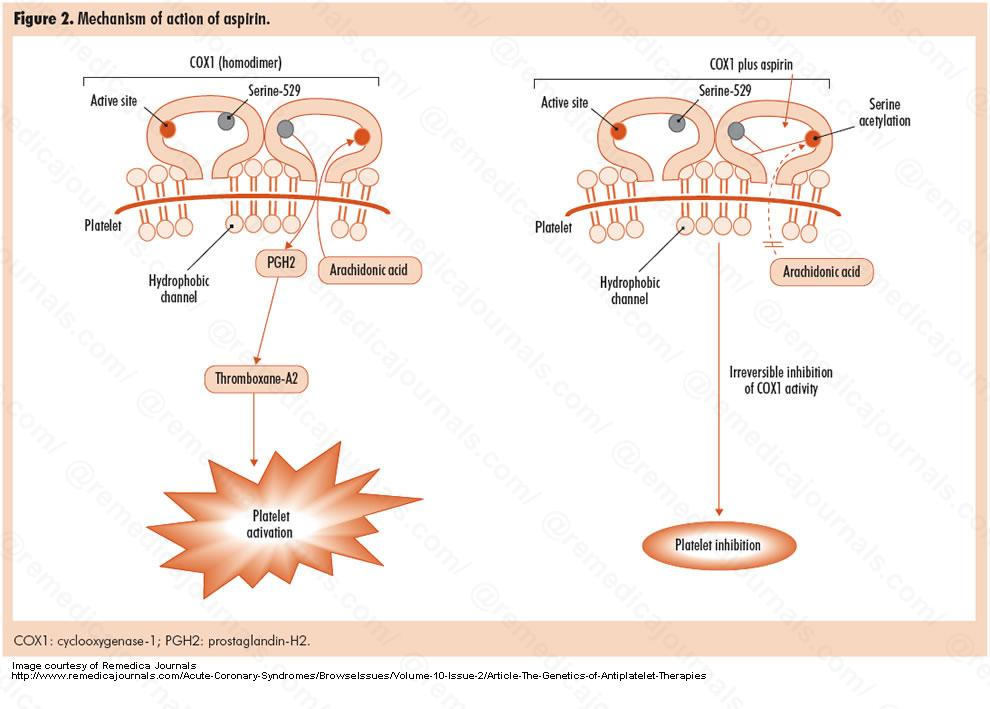 Figure 2. Mechanism of action of aspirin.
COX1 (homodimer)
Active site
Serine-529
Platelet
Hydrophobic
channel
PGH2
Arachidonic acid
Thromboxane-A2
Platelet
activation
COX1 plus aspirin
Active site
Serine-529
Serine
acetylation
Platelet
Hydrophobic
channel
Arachidonic acid
Irreversible inhibition
of COX1 activity
Platelet inhibition
COX1: cyclooxygenase-1; PGH2: prostaglandin-H2.
Image courtesy of Remedica Journals
http://www.remedicajournals.com/Acute-Coronary-Syndromes/BrowseIssues/Volume-10-Issue-2/Article-The-Genetics-of-Antiplatelet-Therapies
@remedicajournals.com/